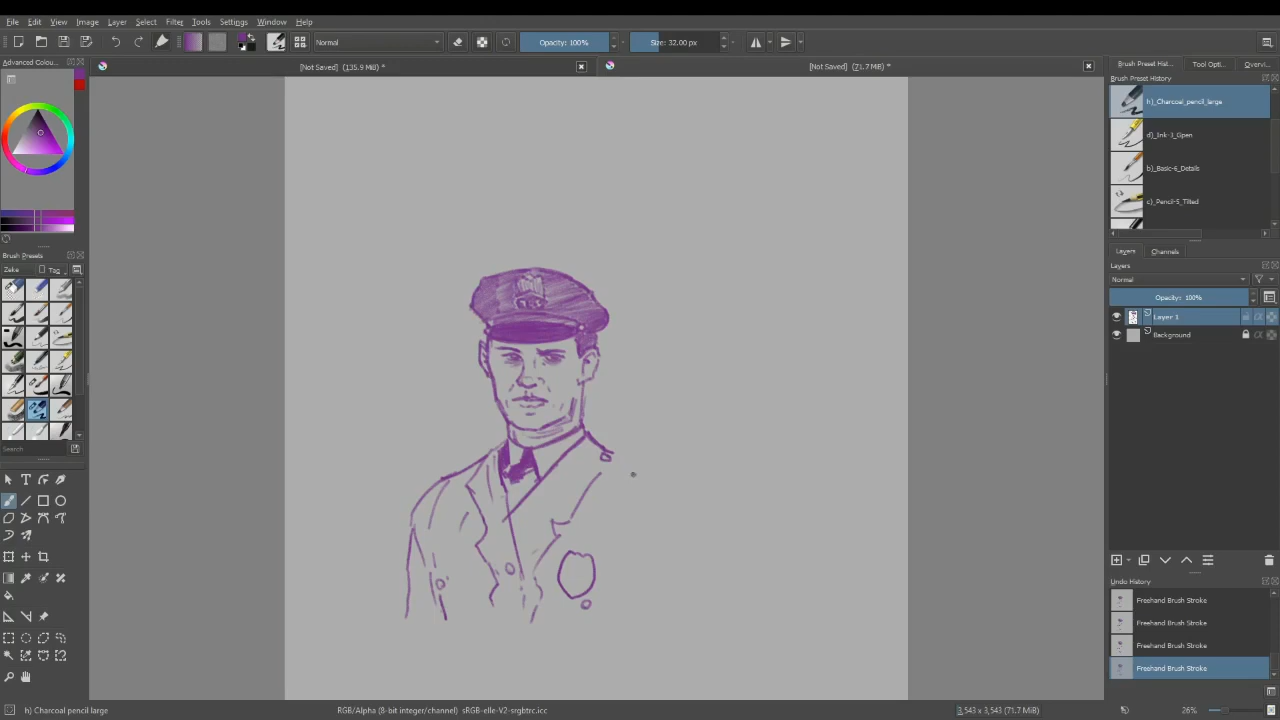 File Edit View Image Layer Select Filter Tools Settings Window Help
Normal Opacity: 100% Size: 32.00 px
Advanced Colou... [Not Saved] (135.9 MiB) * [Not Saved] (71.7 MiB) * Brush Preset Hist... Tool Opti... Overvi...
Brush Preset History
h)_Charcoal_pencil_large
d)_Ink-3_Gpen
b)_Basic-6_Details
c)_Pencil-5_Tilted
Layers Channels
Brush Presets
Layers
Zeke Tag
Normal
Opacity: 100%
Layer 1
Background
Search
Undo History
Freehand Brush Stroke
Freehand Brush Stroke
Freehand Brush Stroke
Freehand Brush Stroke
h) Charcoal pencil large RGB/Alpha (8-bit integer/channel) sRGB-elle-V2-srgbtrc.icc 3,543 x 3,543 (71.7 MiB) 26%